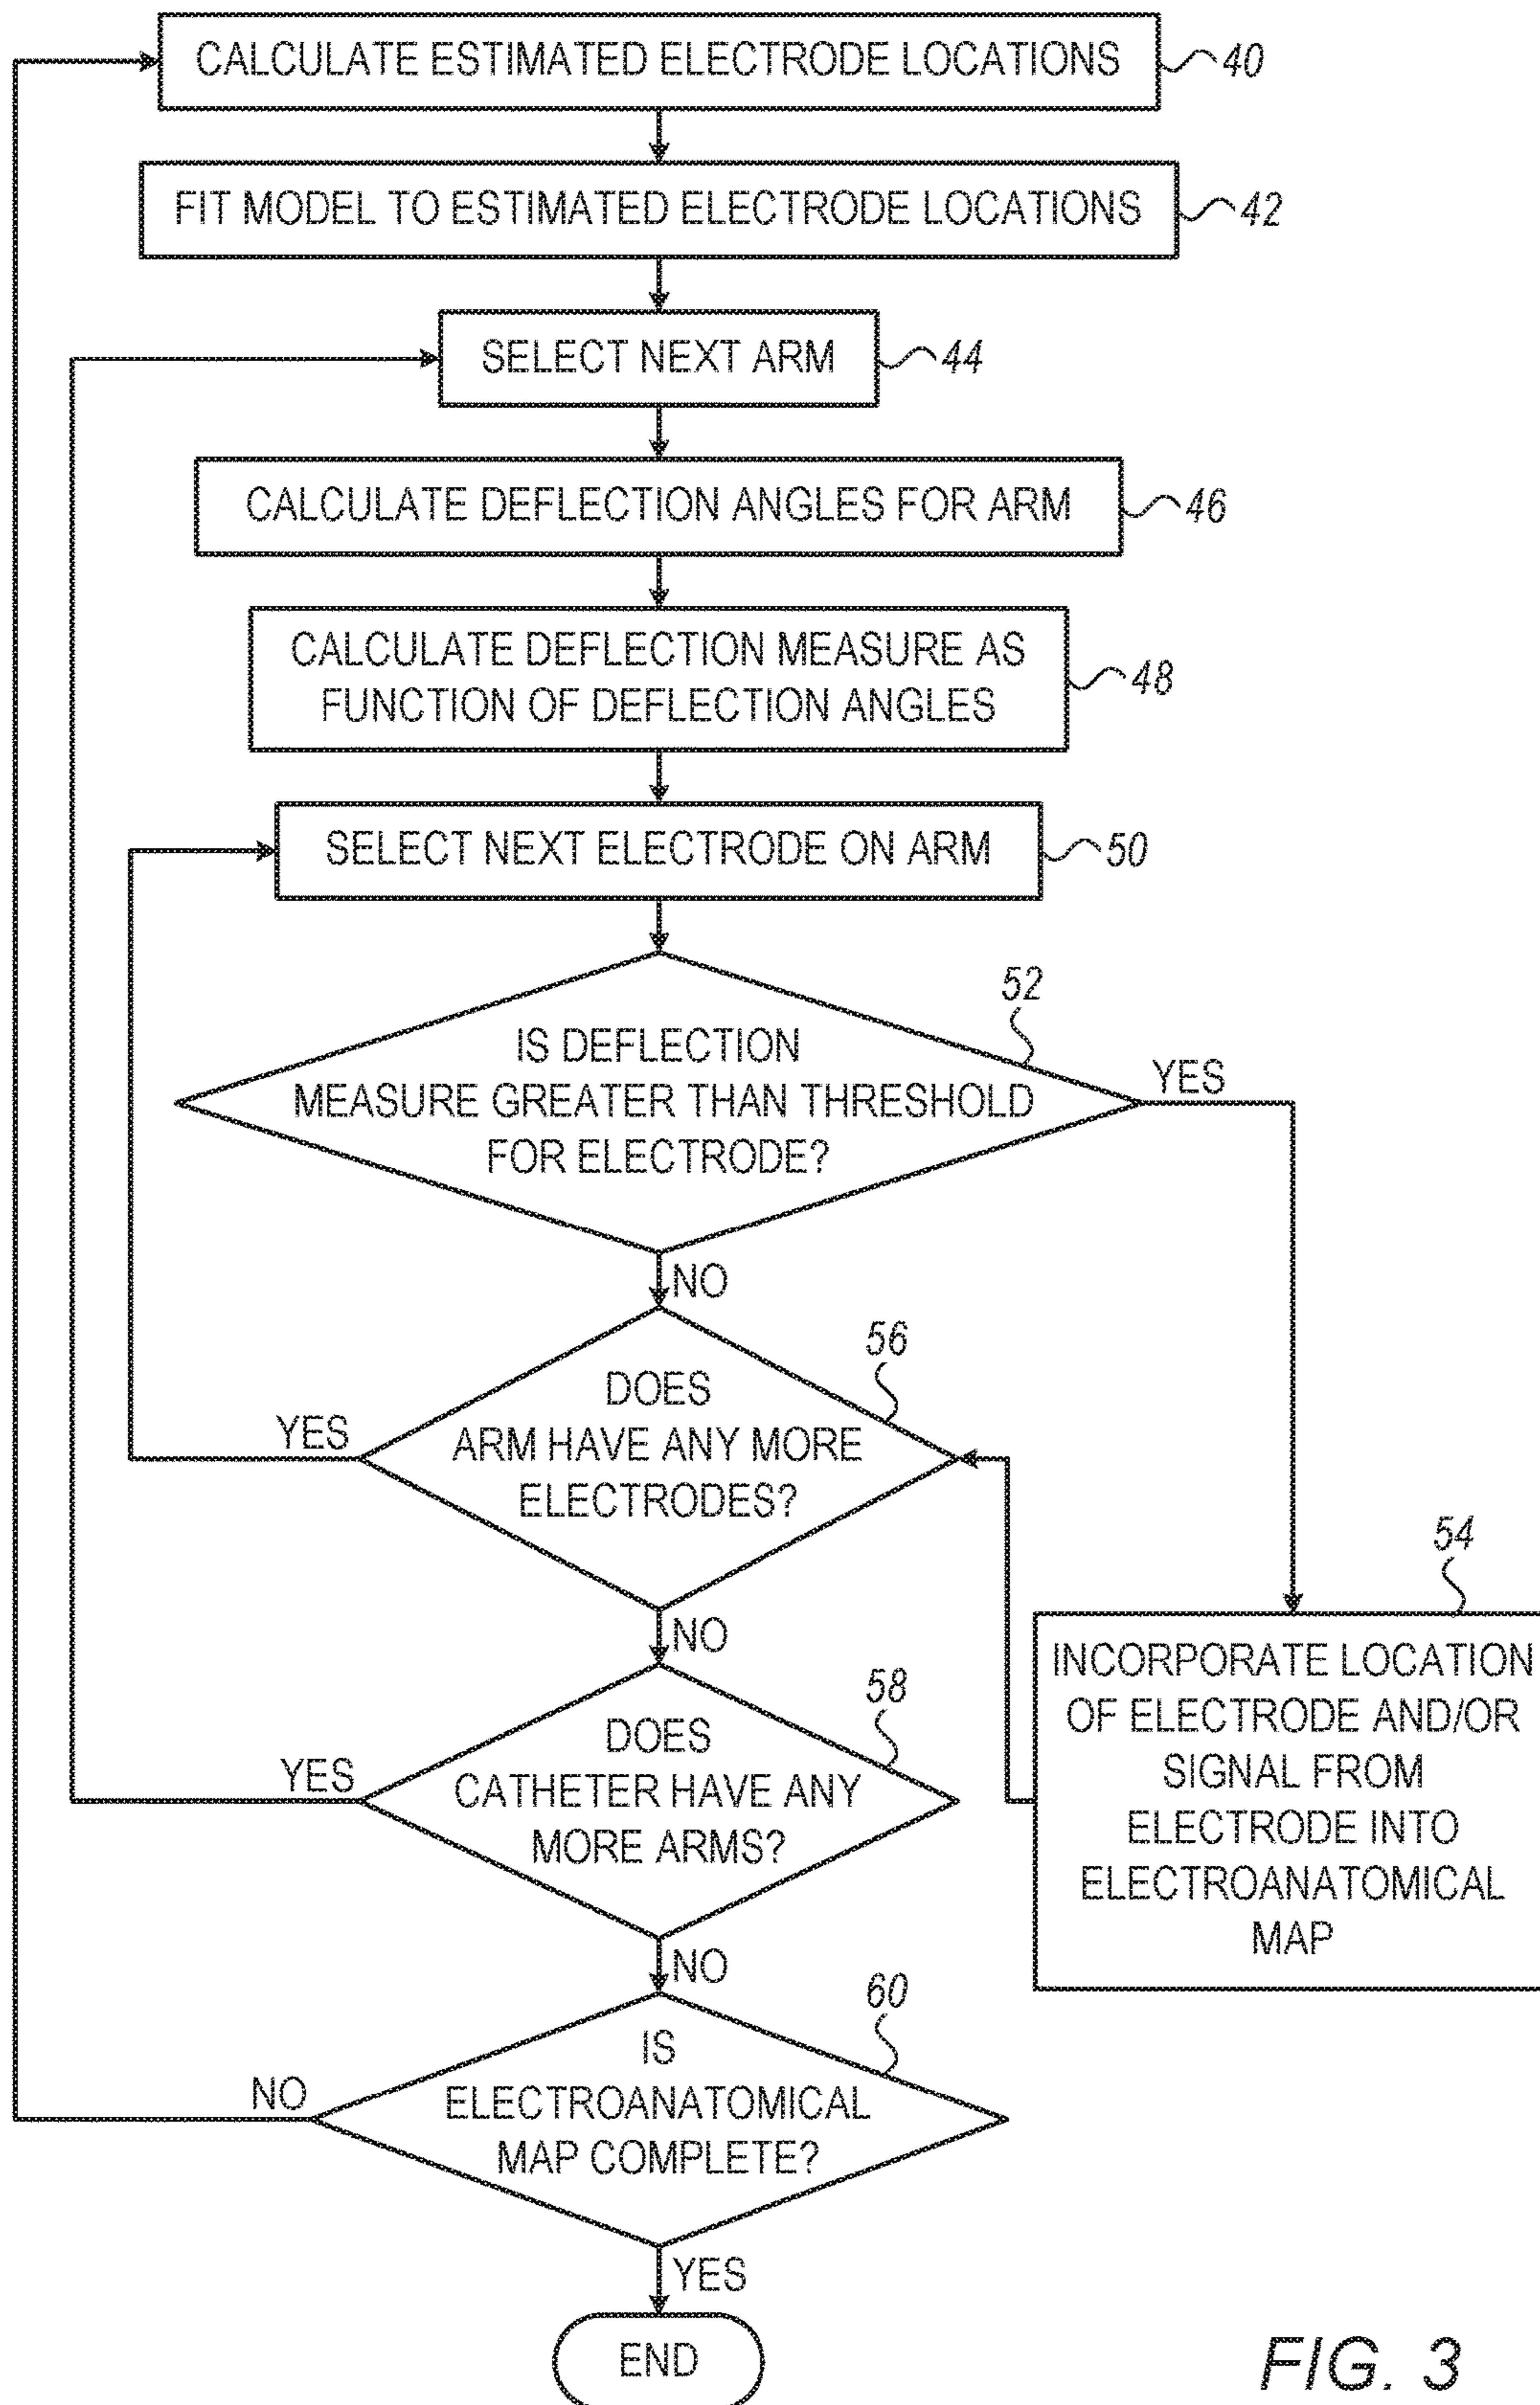 CALCULATE ESTIMATED ELECTRODE LOCATIONS
40
FIT MODEL TO ESTIMATED ELECTRODE LOCATIONS
42
SELECT NEXT ARM
44
CALCULATE DEFLECTION ANGLES FOR ARM
46
CALCULATE DEFLECTION MEASURE AS
FUNCTION OF DEFLECTION ANGLES
48
SELECT NEXT ELECTRODE ON ARM
50
52
IS DEFLECTION
MEASURE GREATER THAN THRESHOLD
FOR ELECTRODE?
YES
NO
56
DOES
ARM HAVE ANY MORE
ELECTRODES?
YES
NO
54
INCORPORATE LOCATION
OF ELECTRODE AND/OR
SIGNAL FROM
ELECTRODE INTO
ELECTROANATOMICAL
MAP
58
DOES
CATHETER HAVE ANY
MORE ARMS?
YES
NO
60
IS
ELECTROANATOMICAL
MAP COMPLETE?
NO
YES
END
FIG. 3